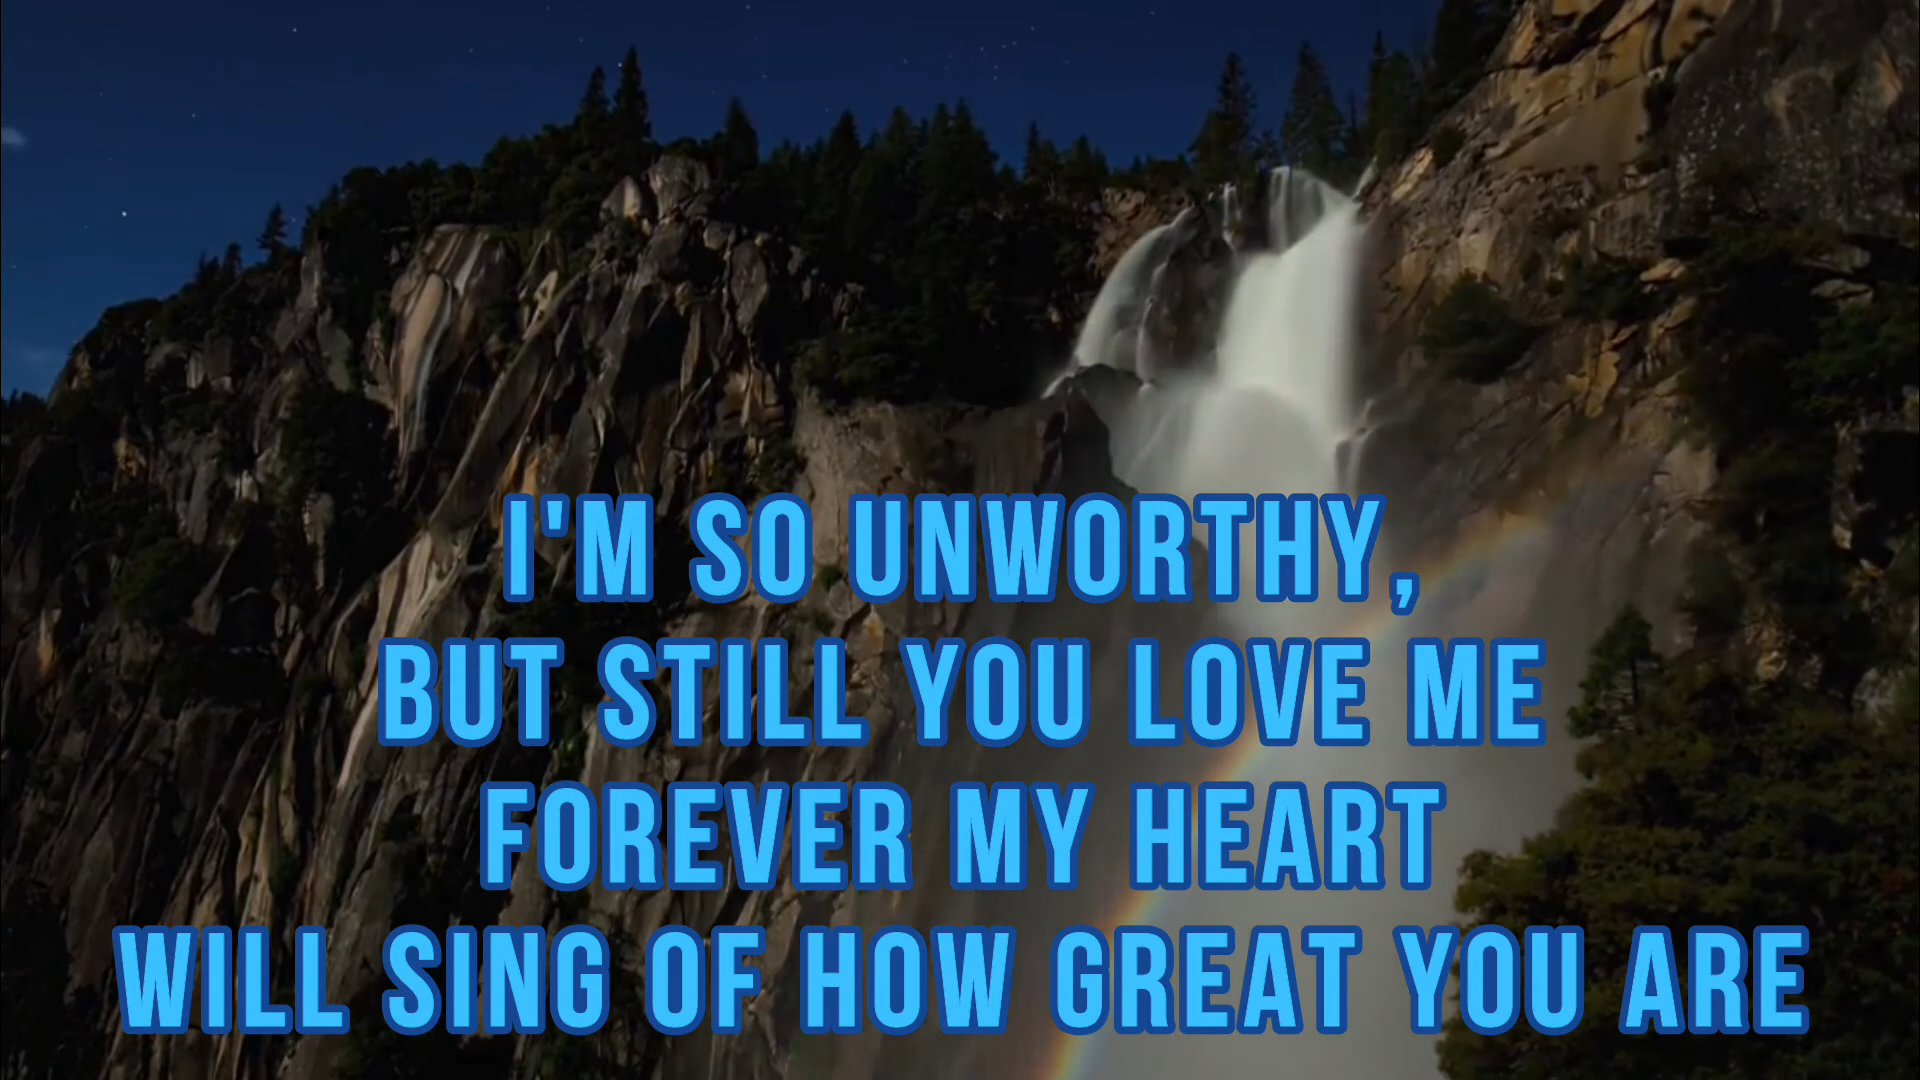 I'M SO UNWORTHY,
BUT STILL YOU LOVE ME
FOREVER MY HEART
WILL SING OF HOW GREAT YOU ARE